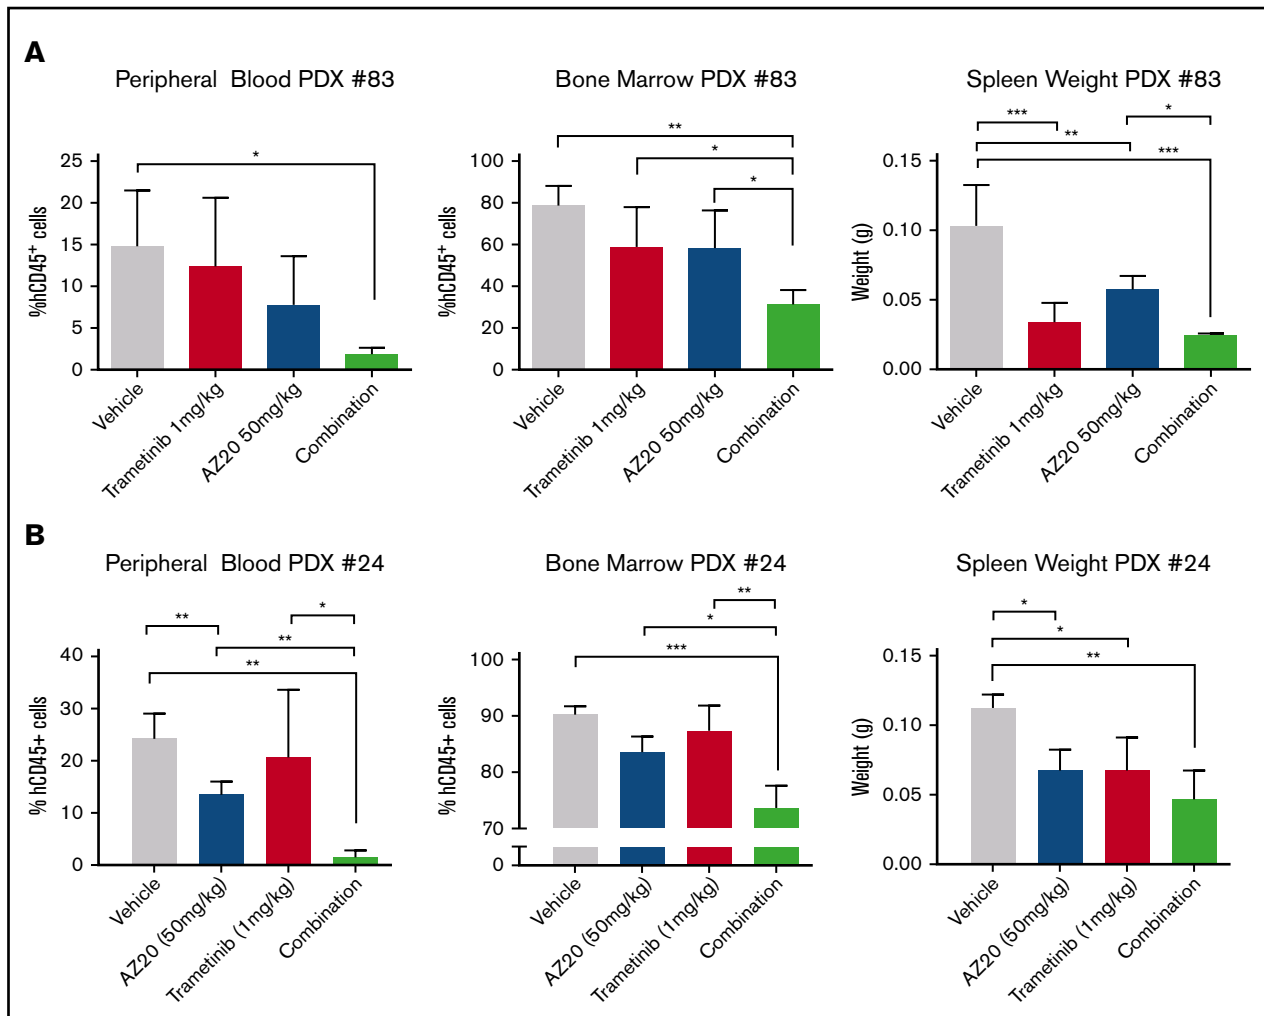 A
Peripheral Blood PDX #83
Bone Marrow PDX #83
Spleen Weight PDX #83
%hCD45+ cells
25
20
15
10
5
0
*
Vehicle
Trametinib 1mg/kg
AZ20 50mg/kg
Combination
%hCD45+ cells
100
80
60
40
20
0
**
*
*
Vehicle
Trametinib 1mg/kg
AZ20 50mg/kg
Combination
Weight (g)
0.15
0.10
0.05
0.00
***
*
**
***
Vehicle
Trametinib 1mg/kg
AZ20 50mg/kg
Combination
B
Peripheral Blood PDX #24
Bone Marrow PDX #24
Spleen Weight PDX #24
% hCD45+ cells
40
30
20
10
0
*
**
**
**
Vehicle
AZ20 (50mg/kg)
Trametinib (1mg/kg)
Combination
% hCD45+ cells
100
90
80
70
0
**
*
***
Vehicle
AZ20 (50mg/kg)
Trametinib (1mg/kg)
Combination
Weight (g)
0.15
0.10
0.05
0.00
*
*
**
Vehicle
AZ20 (50mg/kg)
Trametinib (1mg/kg)
Combination